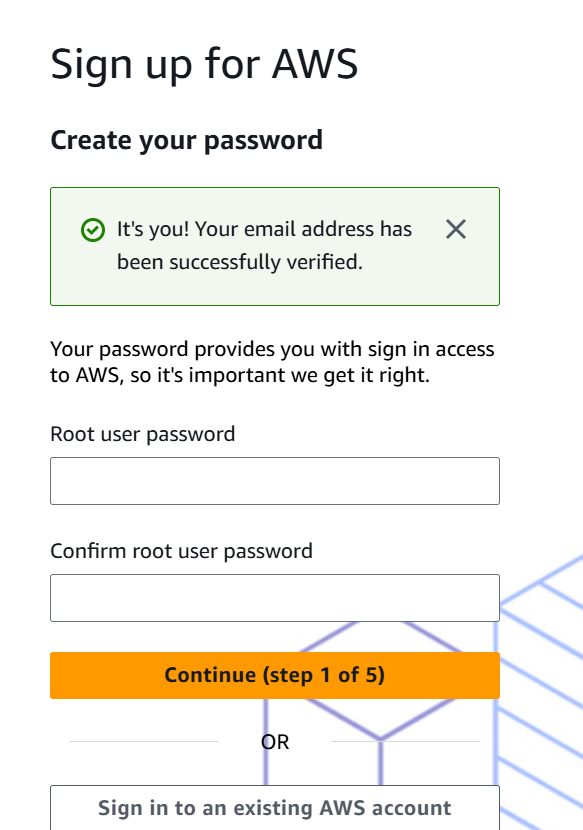 Sign up for AWS
Create your password
It's you! Your email address has
been successfully verified.
Your password provides you with sign in access
to AWS, so it's important we get it right.
Root user password
Confirm root user password
Continue (step 1 of 5)
OR
Sign in to an existing AWS account